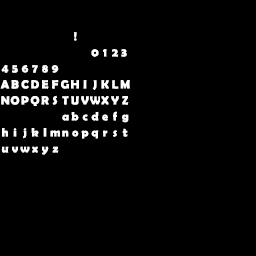 !
0123
456789
ABCDEFGHIJKLM
NOPQRSTUVWXYZ
abcdefg
hijklmnopqrst
uvwxyz